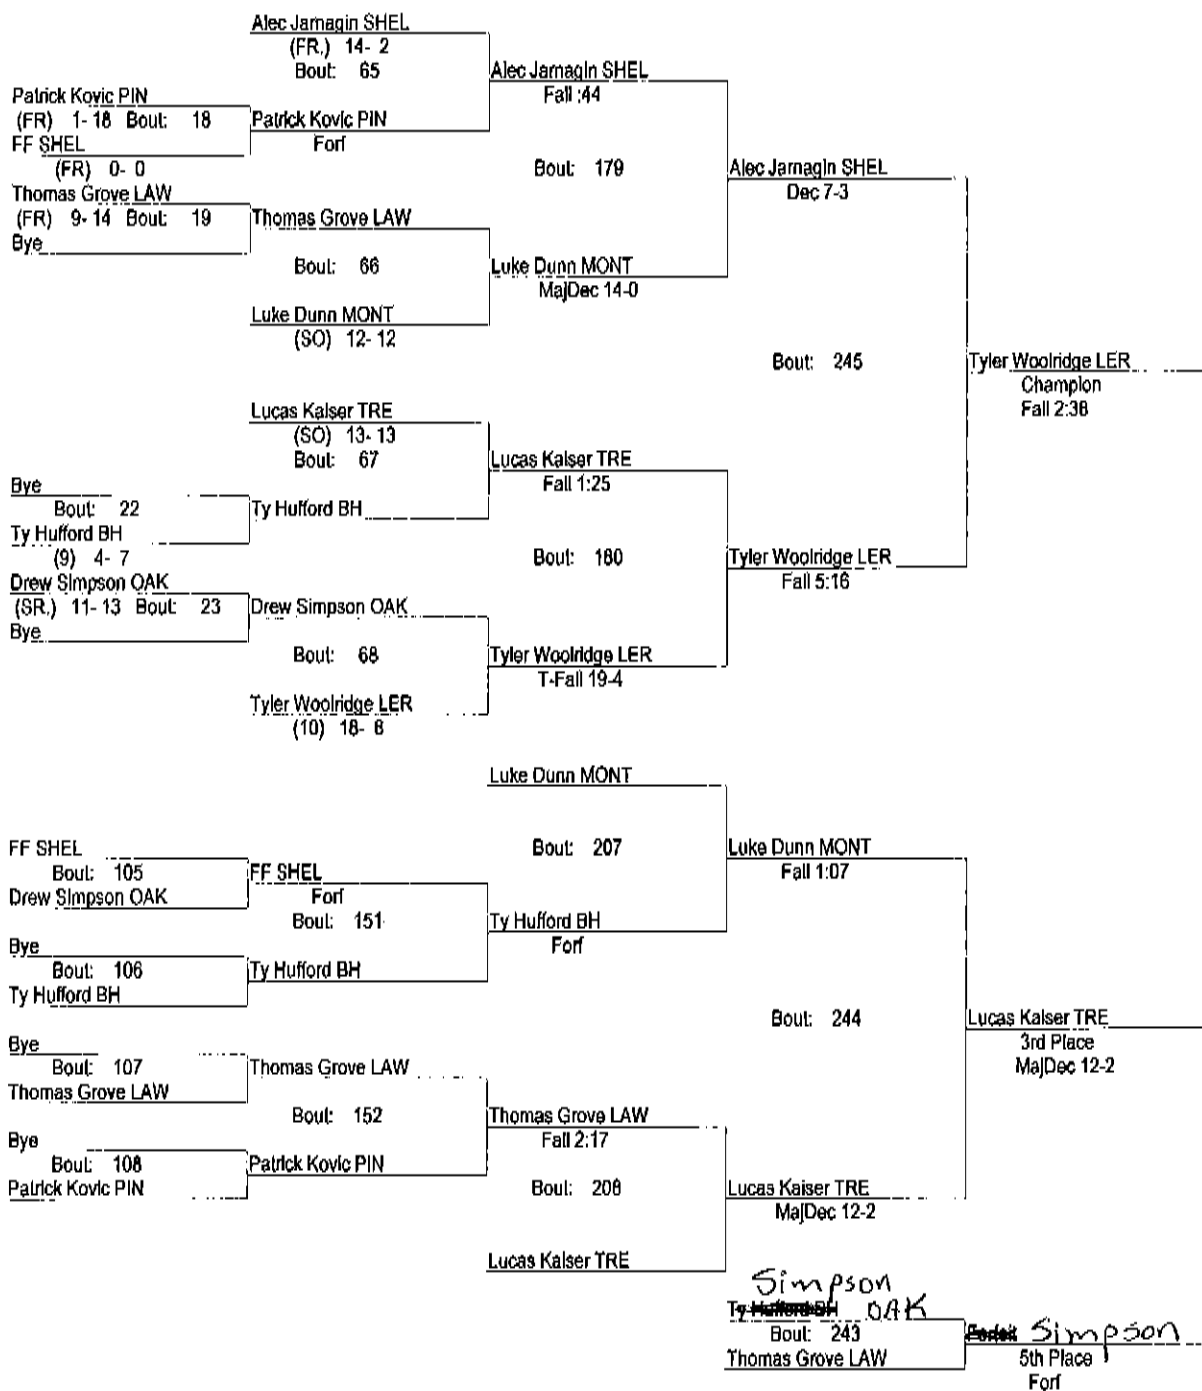 Alec Jarnagin SHEL
(FR.) 14- 2
Bout: 65
Alec Jarnagin SHEL
Fall :44
Patrick Kovic PIN
(FR) 1- 18 Bout: 18
Patrick Kovic PIN
Forf
FF SHEL
(FR) 0- 0
Bout: 179
Alec Jarnagin SHEL
Dec 7-3
Thomas Grove LAW
(FR) 9- 14 Bout: 19
Thomas Grove LAW
Bye
Bout: 66
Luke Dunn MONT
MajDec 14-0
Luke Dunn MONT
(SO) 12- 12
Bout: 245
Tyler Woolridge LER
Champion
Fall 2:38
Lucas Kaiser TRE
(SO) 13- 13
Bout: 67
Lucas Kaiser TRE
Fall 1:25
Bye
Bout: 22
Ty Hufford BH
Ty Hufford BH
(9) 4- 7
Bout: 180
Tyler Woolridge LER
Fall 5:16
Drew Simpson OAK
(SR.) 11- 13 Bout: 23
Drew Simpson OAK
Bye
Bout: 68
Tyler Woolridge LER
T-Fall 19-4
Tyler Woolridge LER
(10) 18- 6
Luke Dunn MONT
Bout: 207
Luke Dunn MONT
Fall 1:07
FF SHEL
Bout: 105
FF SHEL
Forf
Drew Simpson OAK
Bout: 151
Ty Hufford BH
Forf
Bye
Bout: 106
Ty Hufford BH
Ty Hufford BH
Bout: 244
Lucas Kaiser TRE
3rd Place
MajDec 12-2
Bye
Bout: 107
Thomas Grove LAW
Thomas Grove LAW
Bout: 152
Thomas Grove LAW
Fall 2:17
Bye
Bout: 108
Patrick Kovic PIN
Patrick Kovic PIN
Bout: 208
Lucas Kaiser TRE
MajDec 12-2
Lucas Kaiser TRE
Simpson
Ty Hufford BH OAK
Bout: 243
Thomas Grove LAW
Forfeit Simpson
5th Place
Forf